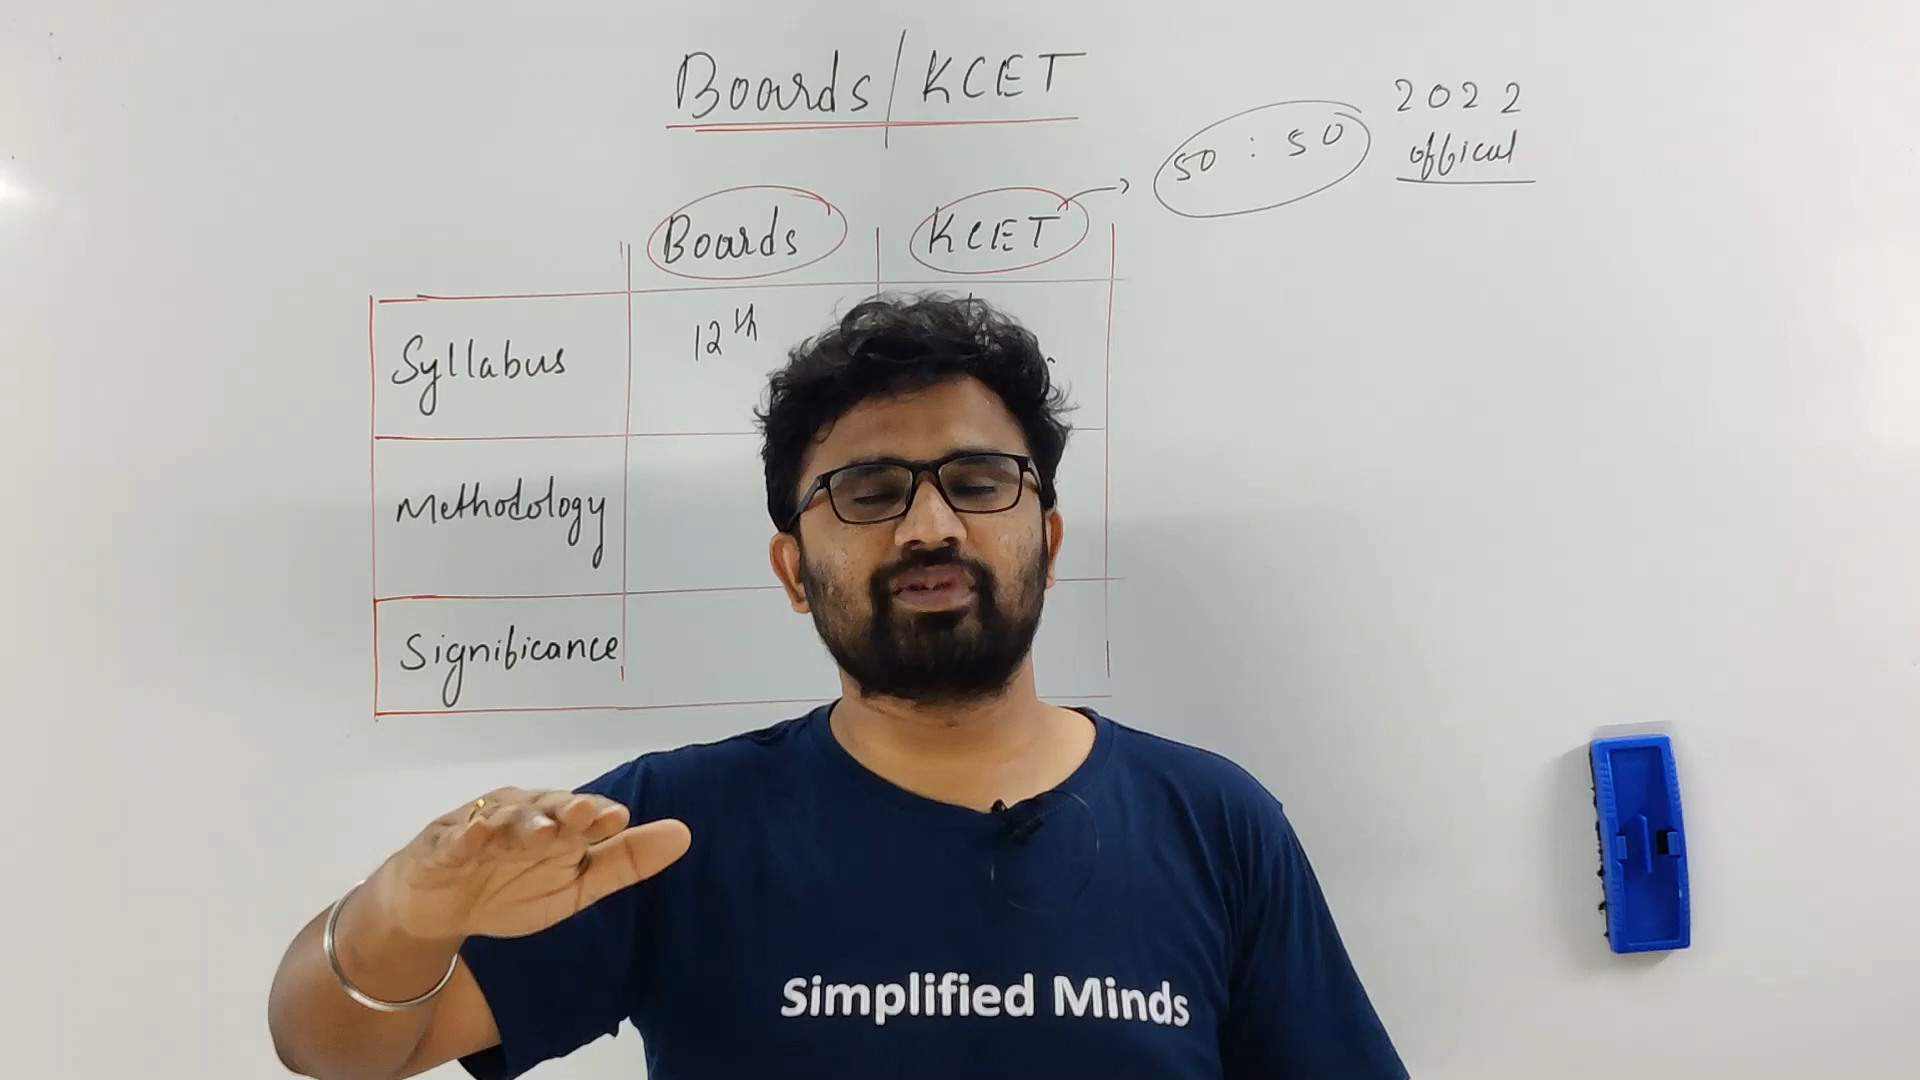 Boards/KCET
2022
50 : 50
offical
Boards
KCET
Syllabus
12th
Methodology
Significance
Simplified Minds